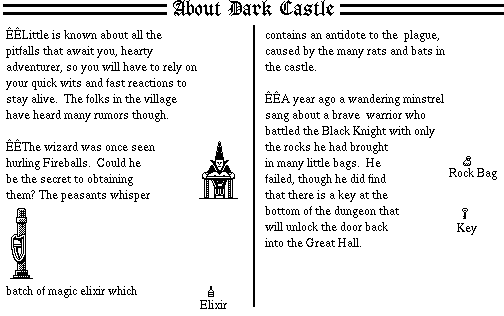 About Dark Castle
ÊÊLittle is known about all the
pitfalls that await you, hearty
adventurer, so you will have to rely on
your quick wits and fast reactions to
stay alive.  The folks in the village
have heard many rumors though.
ÊÊThe wizard was once seen
hurling Fireballs.  Could he
be the secret to obtaining
them? The peasants whisper
batch of magic elixir which
Elixir
contains an antidote to the  plague,
caused by the many rats and bats in
the castle.
ÊÊA year ago a wandering minstrel
sang about a brave  warrior who
battled the Black Knight with only
the rocks he had brought
in many little bags.  He
failed, though he did find
that there is a key at the
bottom of the dungeon that
will unlock the door back
into the Great Hall.
Rock Bag
Key